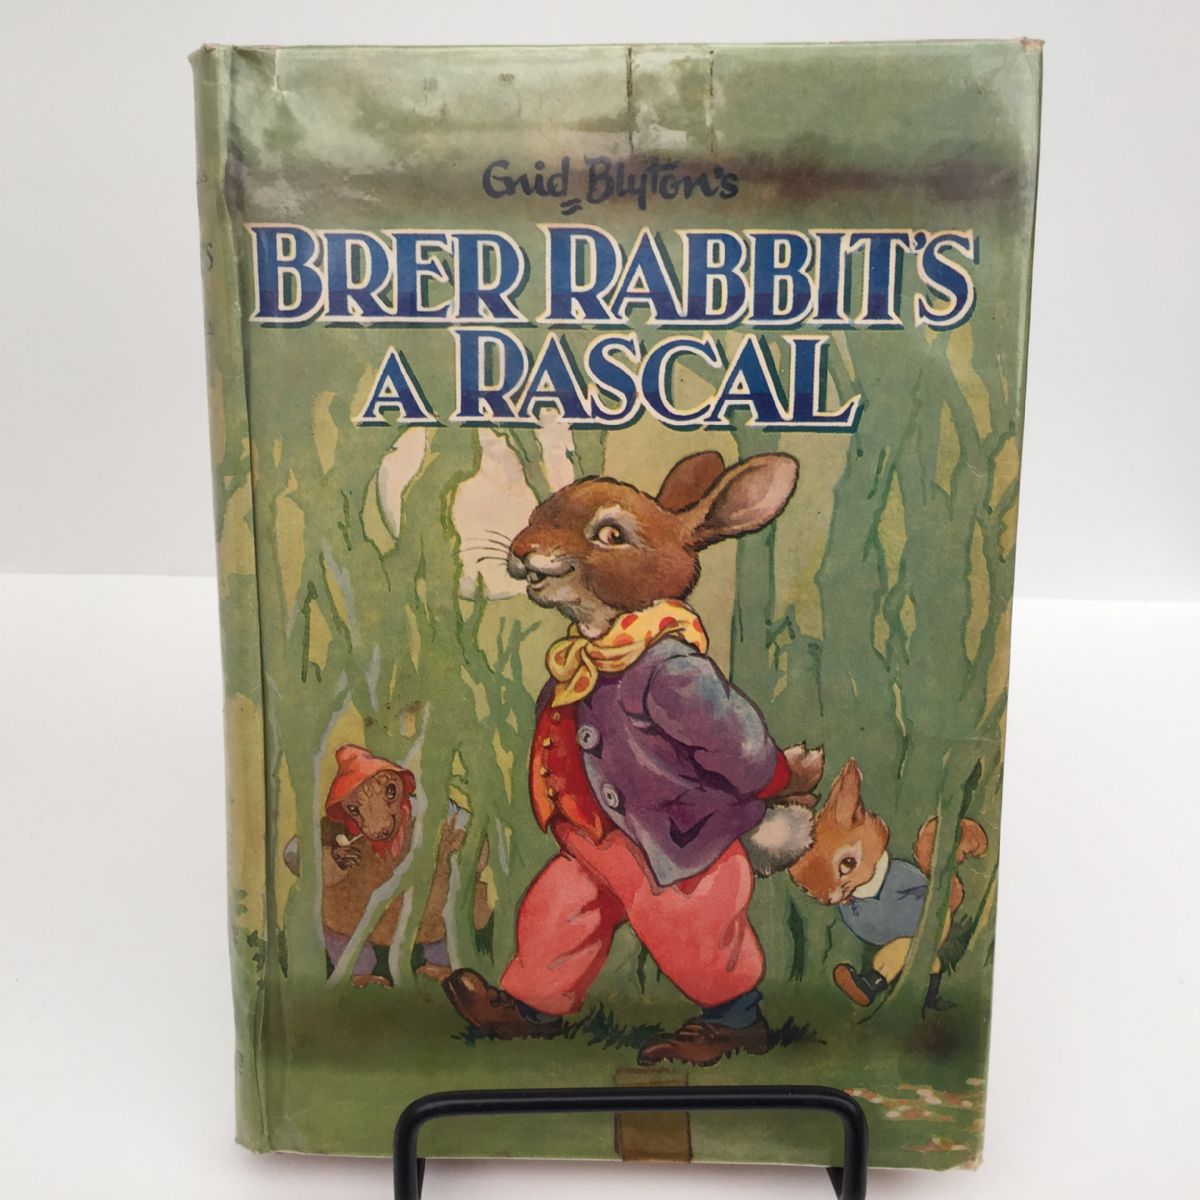 Enid Blyton's
BRER RABBIT'S
A RASCAL